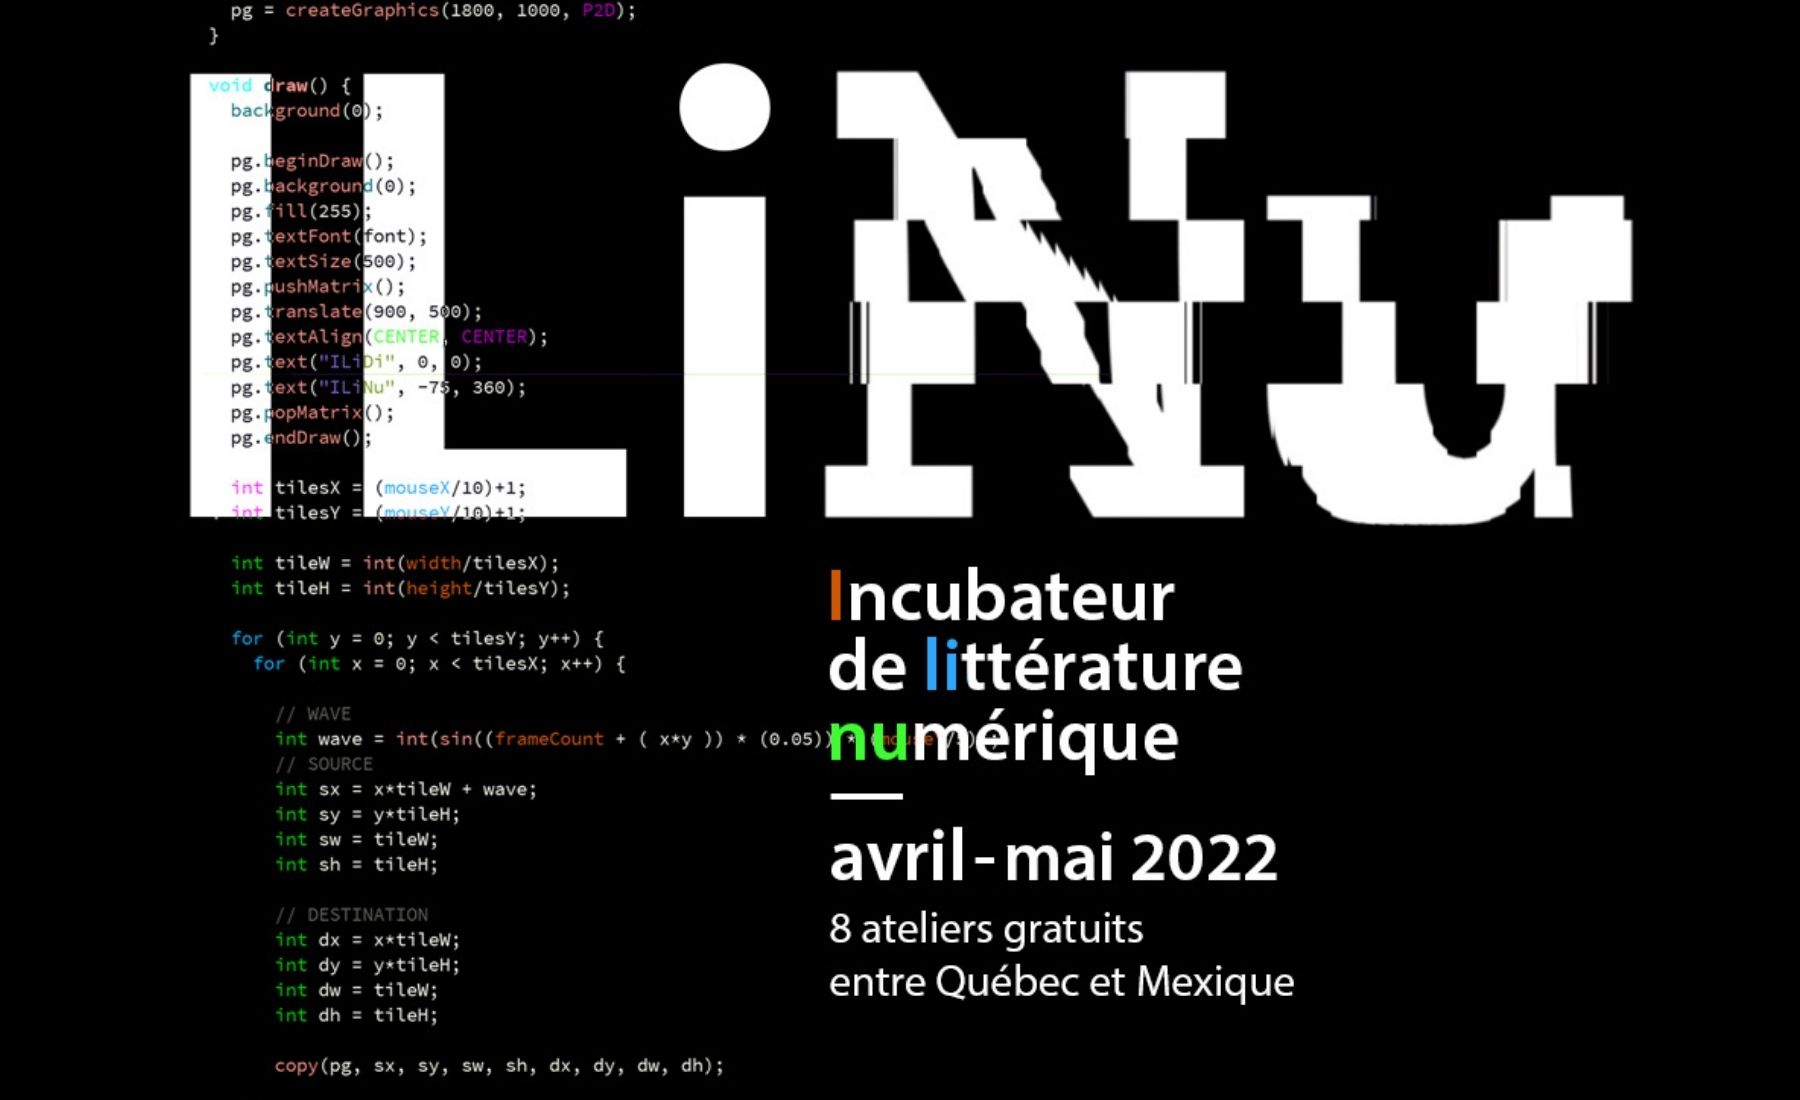 pg = createGraphics(1800, 1000, P2D);
}
void draw() {
background(0);
pg.beginDraw();
pg.background(0);
pg.fill(255);
pg.textFont(font);
pg.textSize(500);
pg.pushMatrix();
pg.translate(900, 500);
pg.textAlign(CENTER, CENTER);
pg.text("ILiDi", 0, 0);
pg.text("ILiNu", -75, 360);
pg.popMatrix();
pg.endDraw();
int tilesX = (mouseX/10)+1;
int tilesY = (mouseY/10)+1;
int tileW = int(width/tilesX);
int tileH = int(height/tilesY);
for (int y = 0; y < tilesY; y++) {
for (int x = 0; x < tilesX; x++) {
// WAVE
int wave = int(sin((frameCount + ( x*y )) * (0.05)) *
// SOURCE
int sx = x*tileW + wave;
int sy = y*tileH;
int sw = tileW;
int sh = tileH;
// DESTINATION
int dx = x*tileW;
int dy = y*tileH;
int dw = tileW;
int dh = tileH;
copy(pg, sx, sy, sw, sh, dx, dy, dw, dh);
ILiNu
Incubateur
de littérature
numérique
avril-mai 2022
8 ateliers gratuits
entre Québec et Mexique